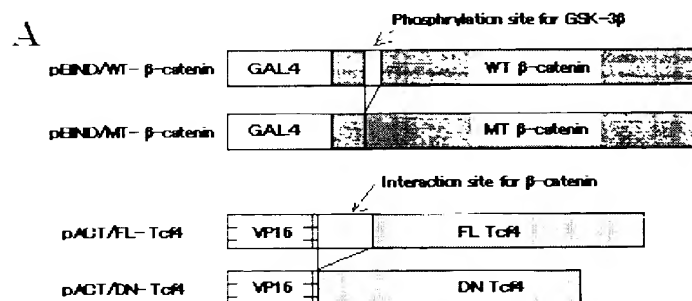 A
Phosphrylation site for GSK-3β
pBIND/WT- β-catenin GAL4 WT β-catenin
pBIND/MT- β-catenin GAL4 MT β-catenin
Interaction site for β-catenin
pACT/FL-Tcf4 VP16 FL Tcf4
pACT/DN-Tcf4 VP16 DN Tcf4